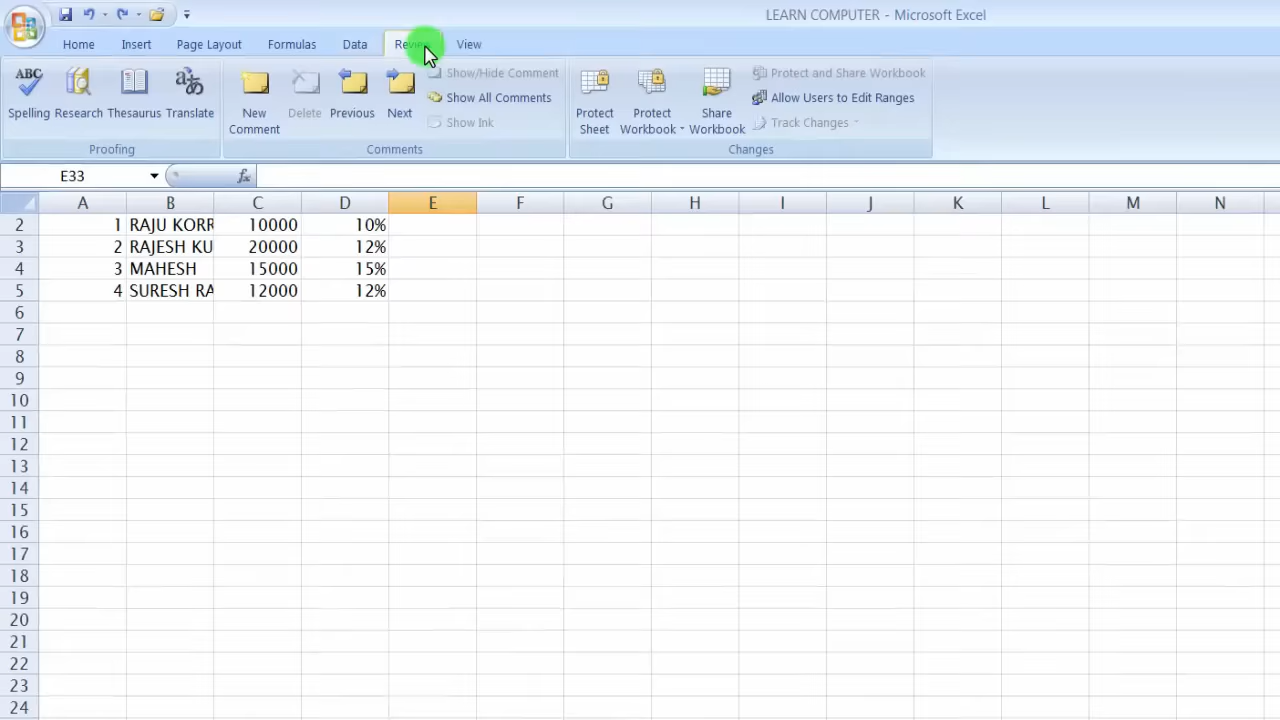 LEARN COMPUTER - Microsoft Excel
Home Insert Page Layout Formulas Data Review View
ABC Spelling Research Thesaurus Translate New Comment Delete Previous Next Show/Hide Comment Show All Comments Show Ink Protect Sheet Protect Workbook Share Workbook Protect and Share Workbook Allow Users to Edit Ranges Track Changes
Proofing Comments Changes
E33 fx
A B C D E F G H I J K L M N
2 1 RAJU KORR 10000 10%
3 2 RAJESH KU 20000 12%
4 3 MAHESH 15000 15%
5 4 SURESH RA 12000 12%
6
7
8
9
10
11
12
13
14
15
16
17
18
19
20
21
22
23
24